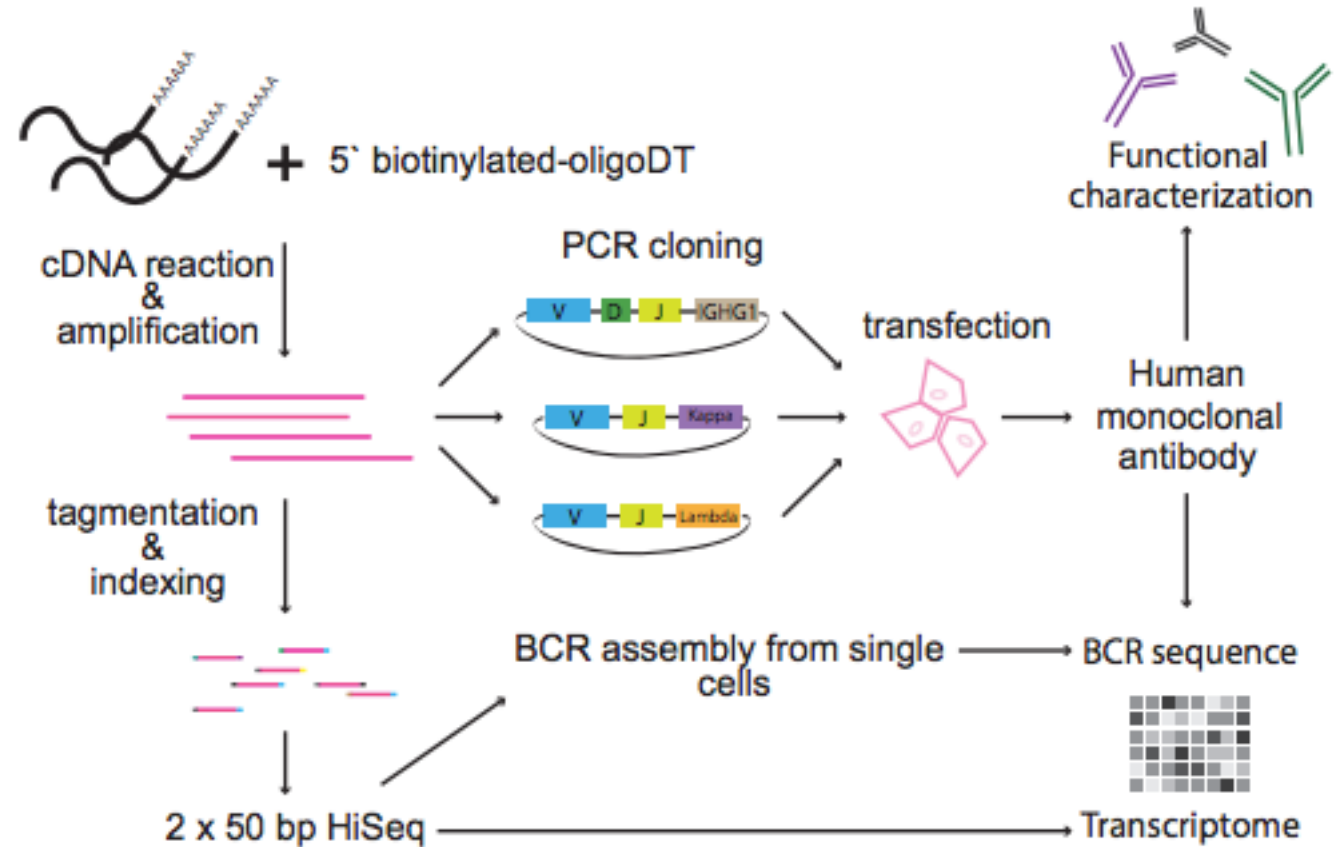 AAAAAA
AAAAAA
AAAAAA
+ 5` biotinylated-oligoDT
cDNA reaction
&
amplification
PCR cloning
V D J IGHG1
V J Kappa
V J Lambda
transfection
Functional
characterization
Human
monoclonal
antibody
tagmentation
&
indexing
BCR assembly from single
cells
BCR sequence
2 x 50 bp HiSeq
Transcriptome